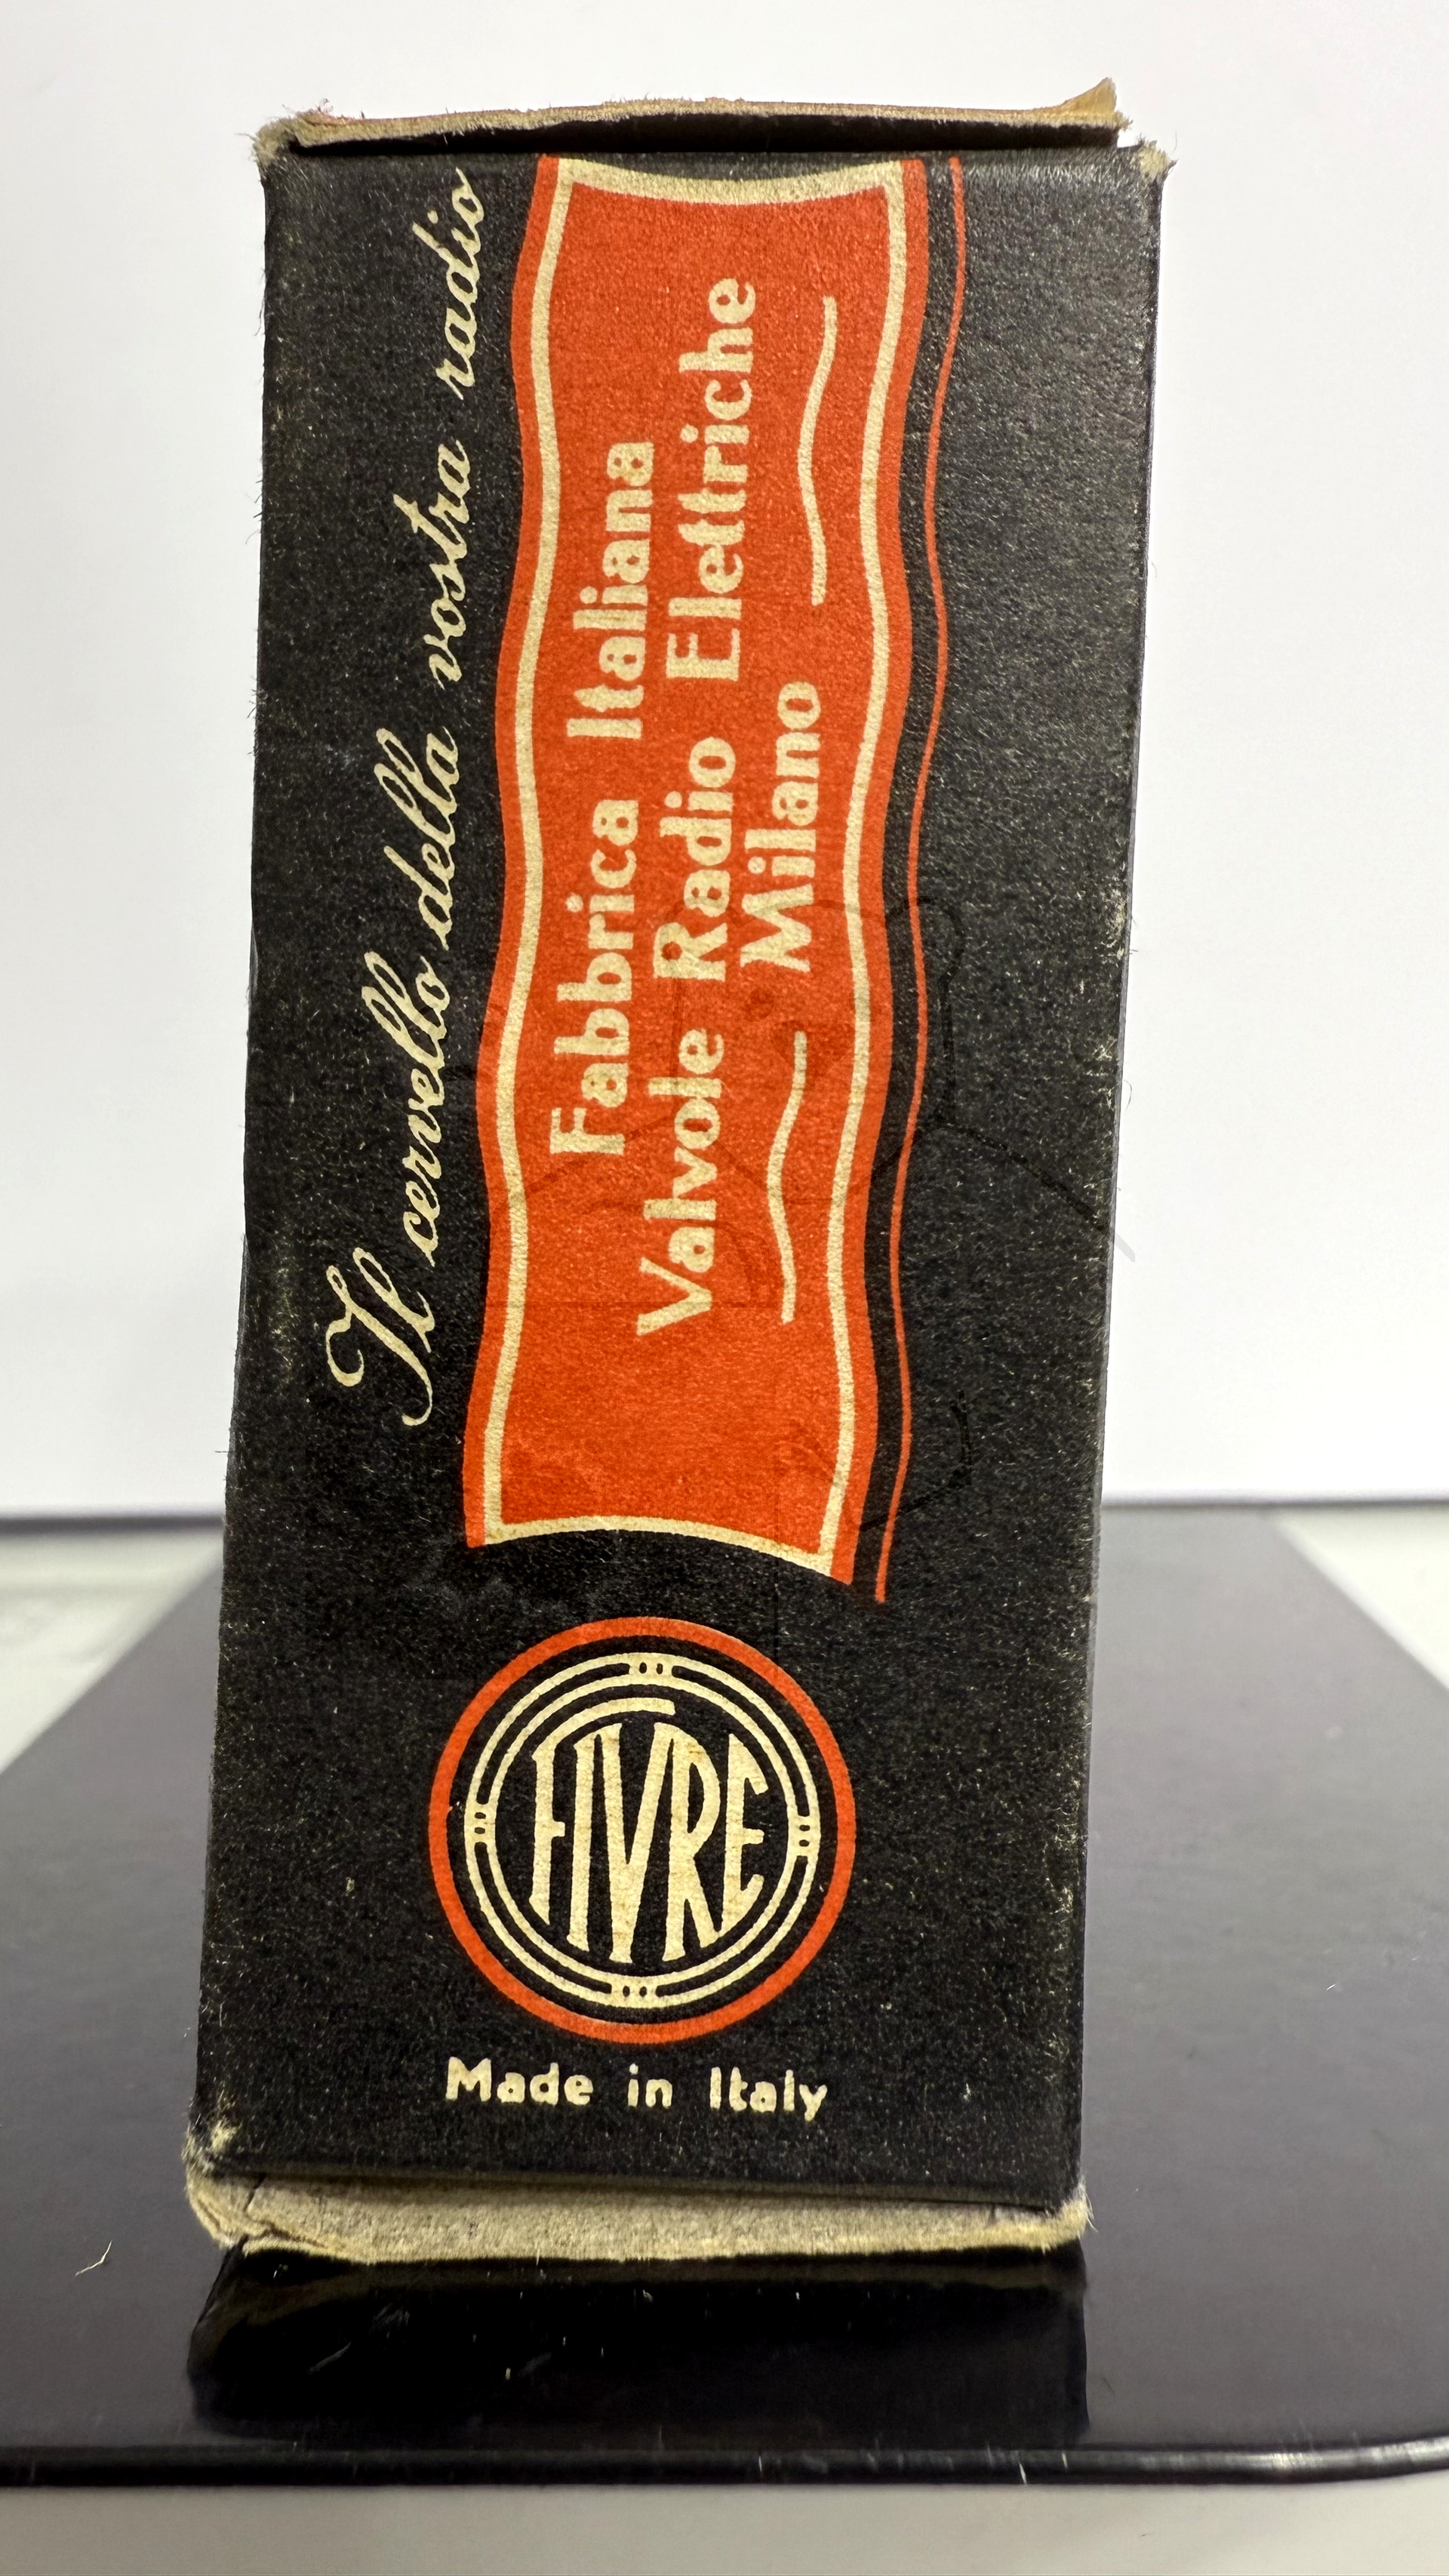 Il cervello della vostra radio
Fabbrica Italiana
Valvole Radio Elettriche
Milano
FIVRE
Made in Italy